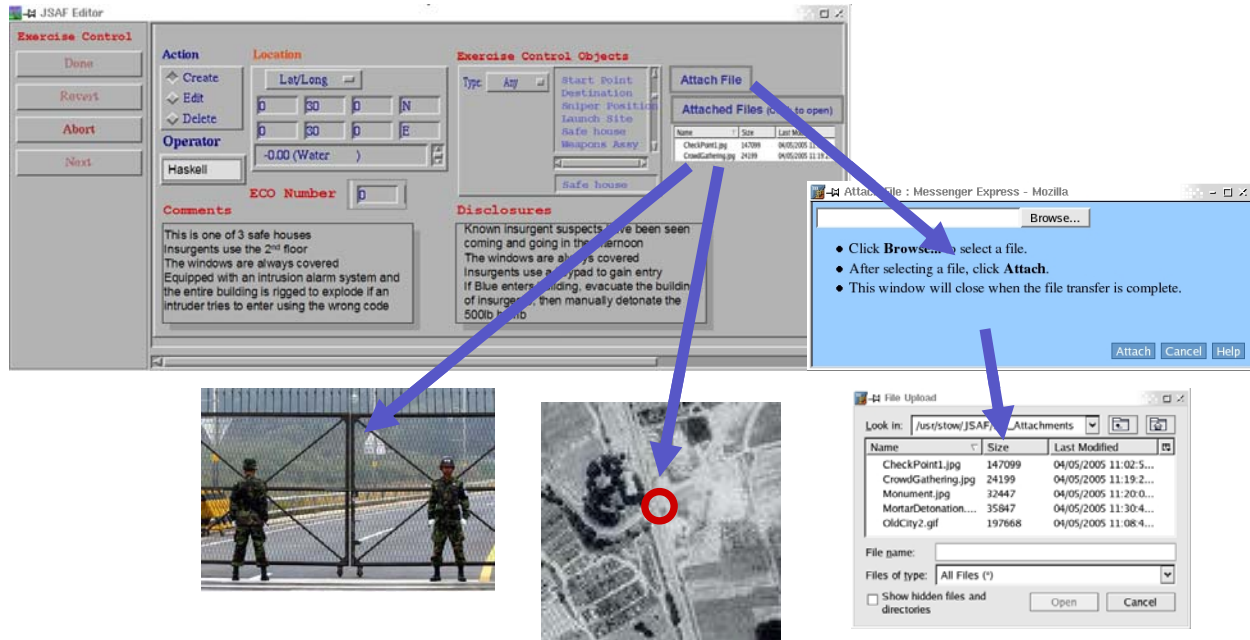 JSAF Editor
Exercise Control
Done
Revert
Abort
Next
Action
Create
Edit
Delete
Operator
Haskell
Location
Lat/Long
0 30 0 N
0 30 0 E
-0.00 (Water )
ECO Number 0
Exercise Control Objects
Type: Any
Start Point
Destination
Sniper Position
Launch Site
Safe house
Weapons Assy
Safe house
Attach File
Attached Files to open)
Name Size Last
CheckPoint1.jpg 147099 04/05/2005 11
CrowdGathering.jpg 24199 04/05/2005 11:19:2
Comments
This is one of 3 safe houses
Insurgents use the 2nd floor
The windows are always covered
Equipped with an intrusion alarm system and
the entire building is rigged to explode if an
intruder tries to enter using the wrong code
Disclosures
Known insurgent suspects have been seen
coming and going in the afternoon
The windows are always covered
Insurgents use a keypad to gain entry
If Blue enters building, evacuate the building
of insurgents, then manually detonate the
500lb bomb
Attach File : Messenger Express - Mozilla
Browse...
• Click Browse... to select a file.
• After selecting a file, click Attach.
• This window will close when the file transfer is complete.
Attach Cancel Help
File Upload
Look in: /usr/stow/JSAF/ _Attachments
Name Size Last Modified
CheckPoint1.jpg 147099 04/05/2005 11:02:5...
CrowdGathering.jpg 24199 04/05/2005 11:19:2...
Monument.jpg 32447 04/05/2005 11:20:0...
MortarDetonation.... 35847 04/05/2005 11:30:4...
OldCity2.gif 197668 04/05/2005 11:08:4...
File name:
Files of type: All Files (*)
Show hidden files and
directories
Open Cancel